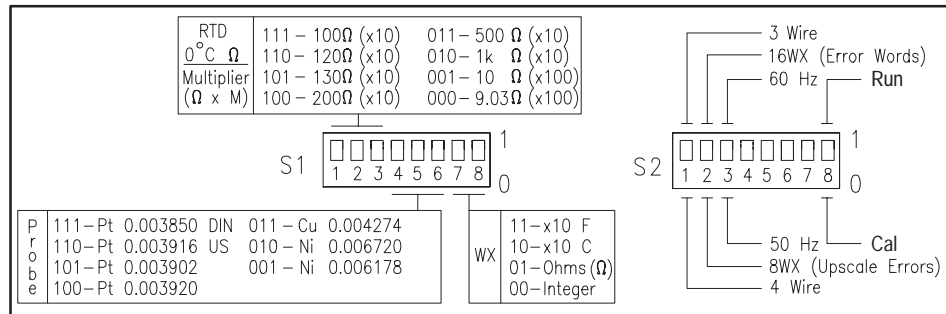 RTD
0°C Ω
Multiplier
(Ω x M)
111–100Ω (x10) 011–500 Ω (x10)
110–120Ω (x10) 010–1k Ω (x10)
101–130Ω (x10) 001–10 Ω (x100)
100–200Ω (x10) 000–9.03Ω (x100)
S1
1 2 3 4 5 6 7 8
1
0
Probe
111–Pt 0.003850 DIN 011–Cu 0.004274
110–Pt 0.003916 US 010–Ni 0.006720
101–Pt 0.003902 001–Ni 0.006178
100–Pt 0.003920
WX
11–x10 F
10–x10 C
01–Ohms (Ω)
00–Integer
3 Wire
16WX (Error Words)
60 Hz Run
S2
1 2 3 4 5 6 7 8
1
0
50 Hz Cal
8WX (Upscale Errors)
4 Wire